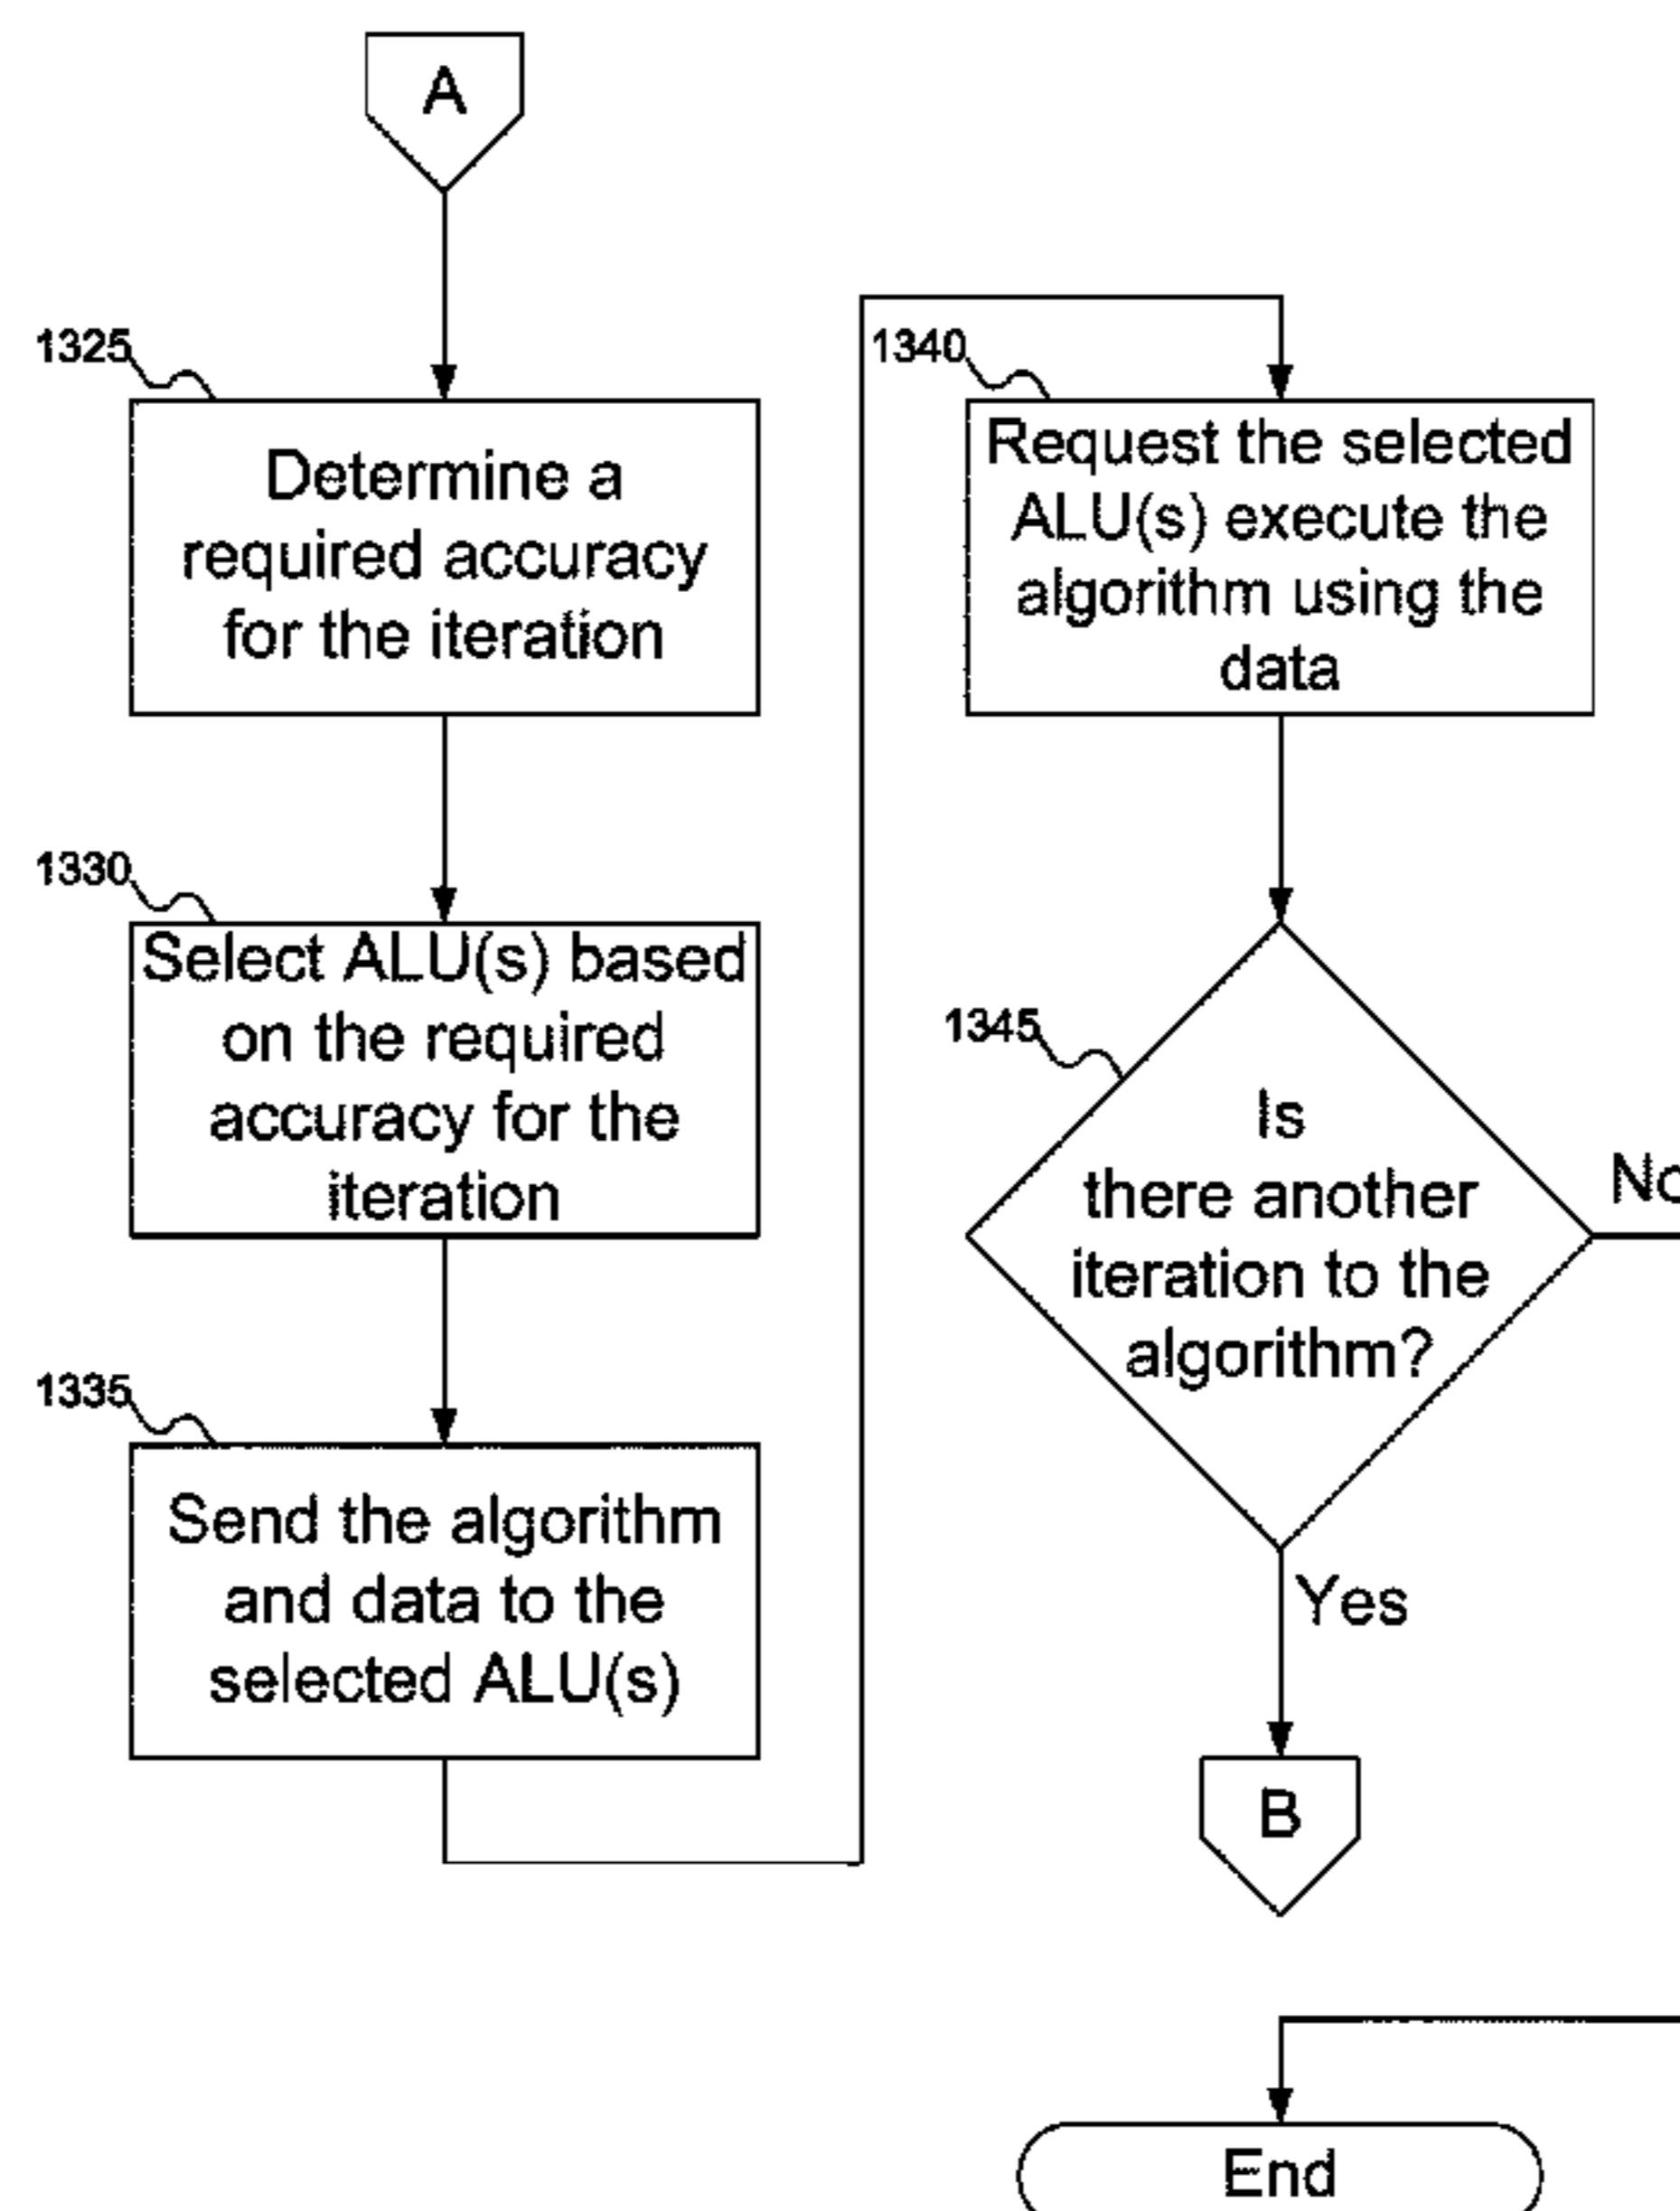 A
1325
Determine a
required accuracy
for the iteration
1330
Select ALU(s) based
on the required
accuracy for the
iteration
1335
Send the algorithm
and data to the
selected ALU(s)
1340
Request the selected
ALU(s) execute the
algorithm using the
data
1345
Is
there another
iteration to the
algorithm?
No
Yes
B
End